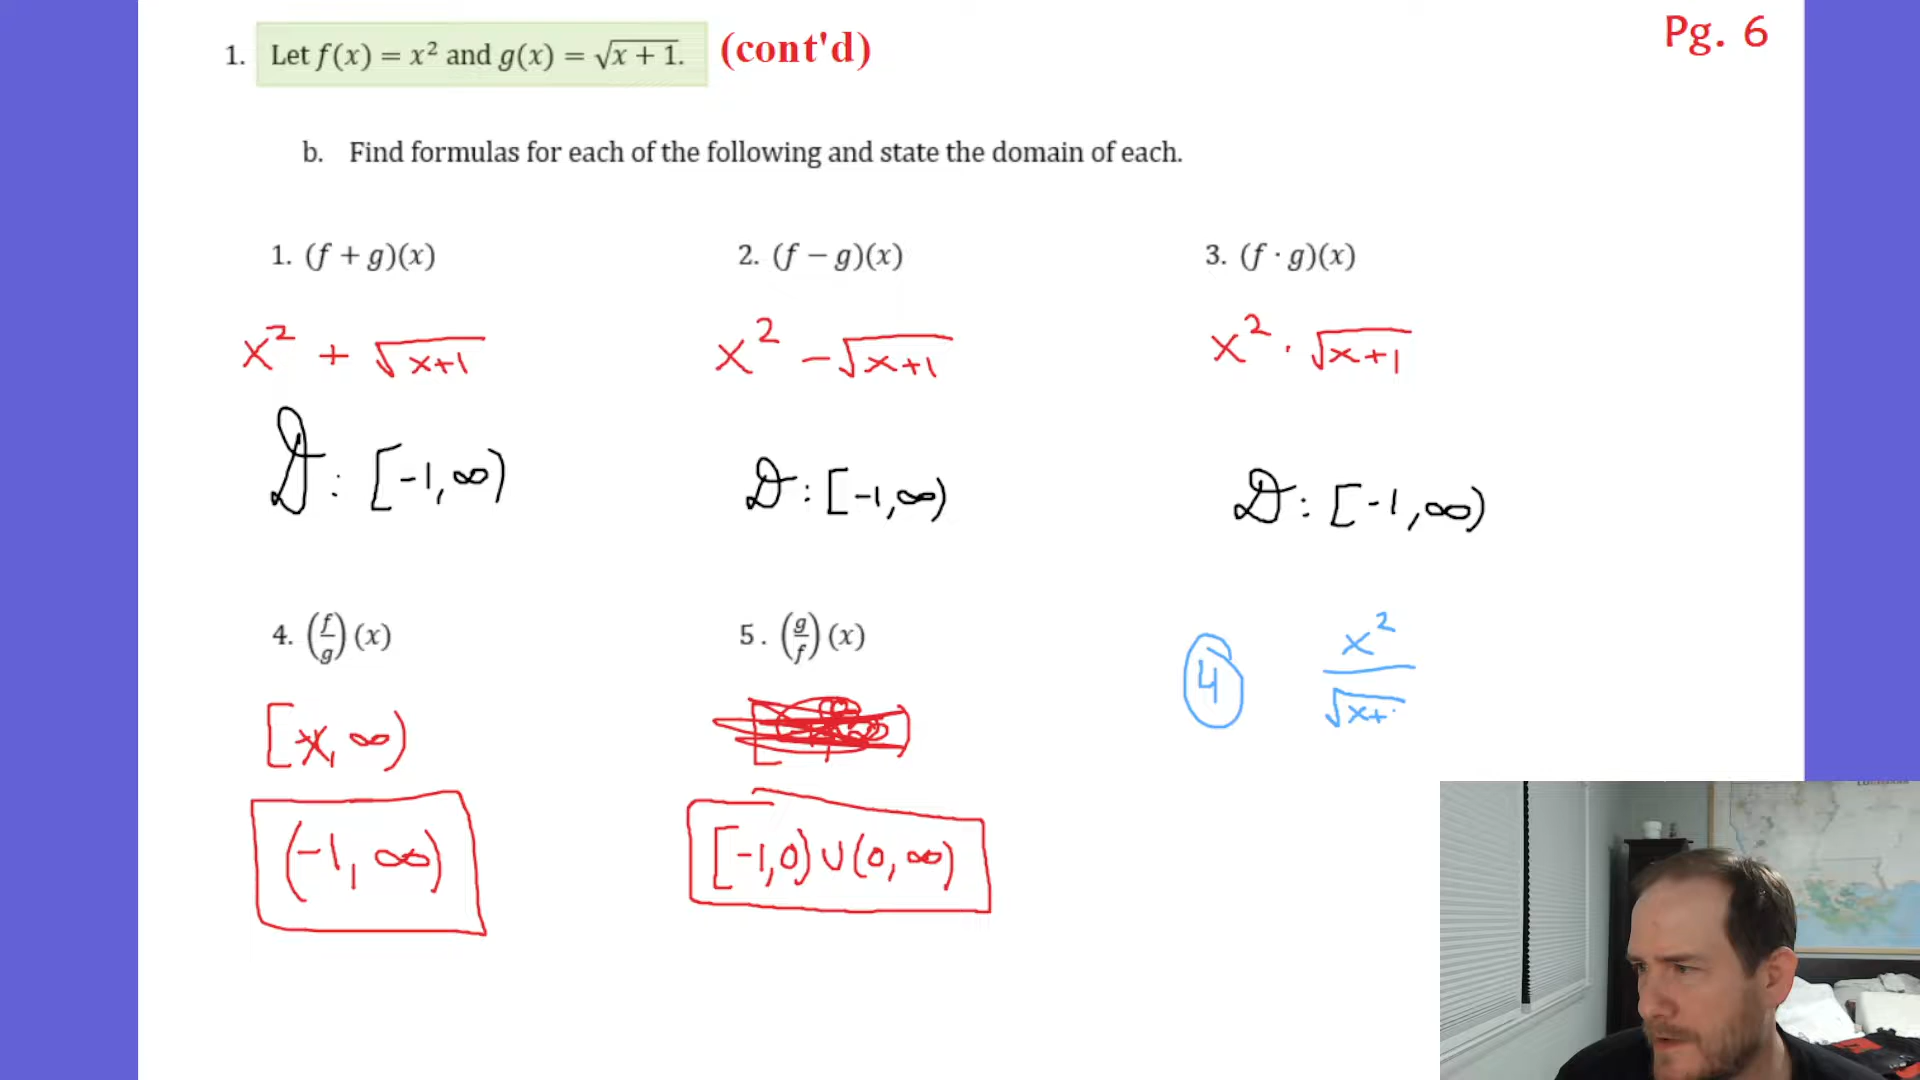 Pg. 6
1. Let f(x) = x² and g(x) = √(x + 1). (cont'd)
b. Find formulas for each of the following and state the domain of each.
1. (f + g)(x)
2. (f − g)(x)
3. (f · g)(x)
x² + √(x+1)
x² − √(x+1)
x² · √(x+1)
D: [-1, ∞)
D: [-1, ∞)
D: [-1, ∞)
4. (f/g)(x)
5. (g/f)(x)
④ x²/√(x+
∞)
(-1, ∞)
[-1,0) ∪ (0, ∞)